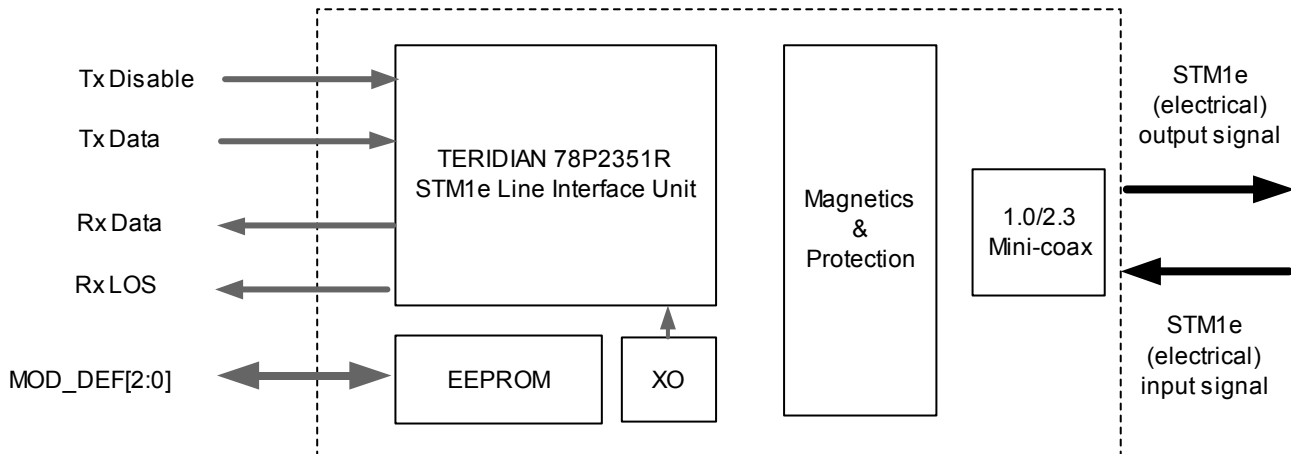 Tx Disable
Tx Data
Rx Data
Rx LOS
MOD_DEF[2:0]
TERIDIAN 78P2351R
STM1e Line Interface Unit
EEPROM
XO
Magnetics
&
Protection
1.0/2.3
Mini-coax
STM1e
(electrical)
output signal
STM1e
(electrical)
input signal